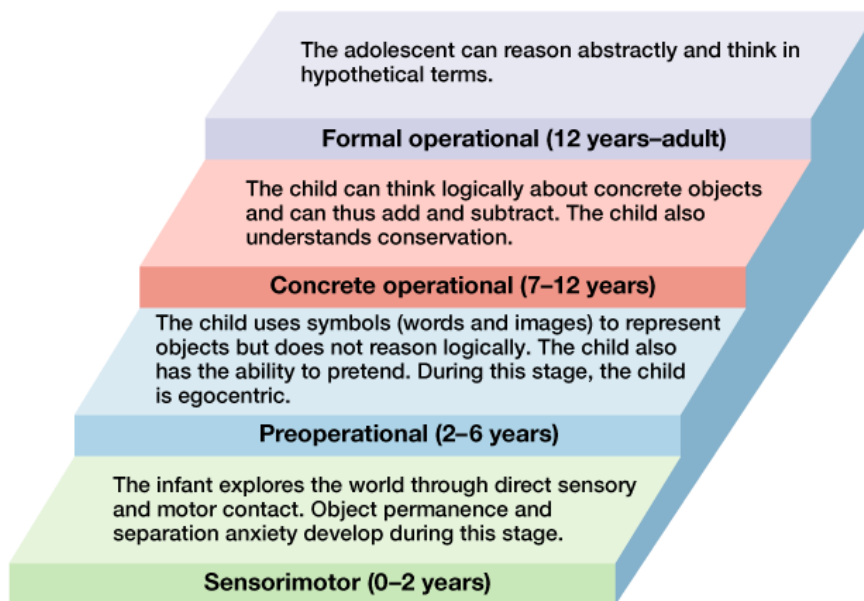 The adolescent can reason abstractly and think in
hypothetical terms.
Formal operational (12 years–adult)
The child can think logically about concrete objects
and can thus add and subtract. The child also
understands conservation.
Concrete operational (7–12 years)
The child uses symbols (words and images) to represent
objects but does not reason logically. The child also
has the ability to pretend. During this stage, the child
is egocentric.
Preoperational (2–6 years)
The infant explores the world through direct sensory
and motor contact. Object permanence and
separation anxiety develop during this stage.
Sensorimotor (0–2 years)